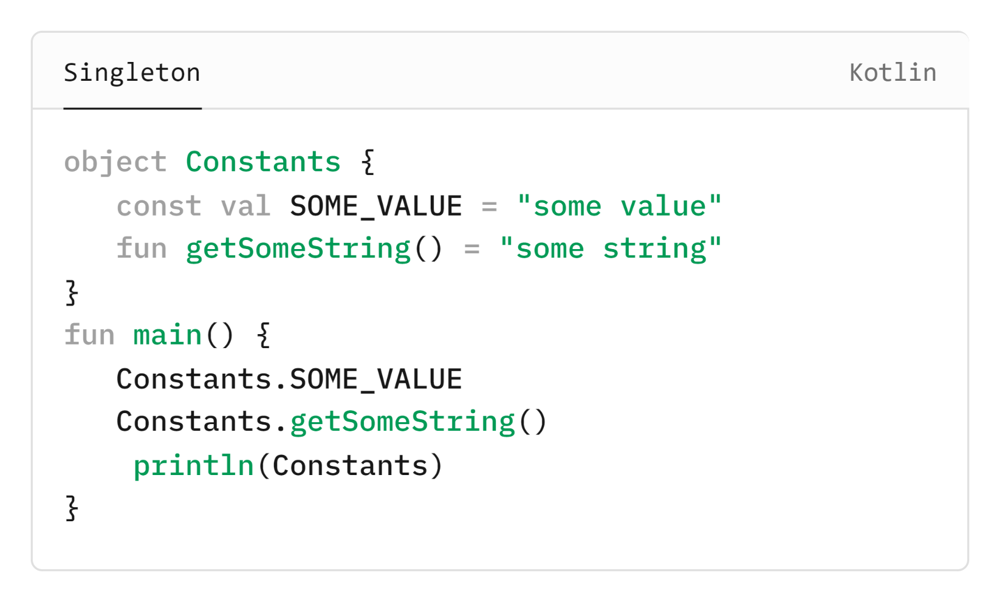 Singleton
Kotlin
object Constants {
   const val SOME_VALUE = "some value"
   fun getSomeString() = "some string"
}
fun main() {
   Constants.SOME_VALUE
   Constants.getSomeString()
    println(Constants)
}